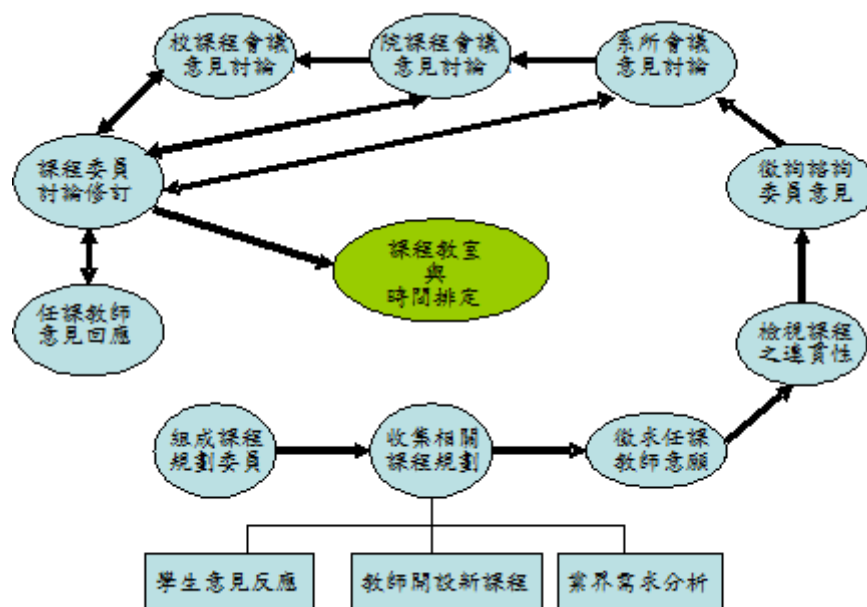 校課程會議
意見討論
院課程會議
意見討論
系所會議
意見討論
課程委員
討論修訂
徵詢諮詢
委員意見
課程教室
與
時間排定
任課教師
意見回應
檢視課程
之連貫性
組成課程
規劃委員
收集相關
課程規劃
徵求任課
教師意願
學生意見反應
教師開設新課程
業界需求分析